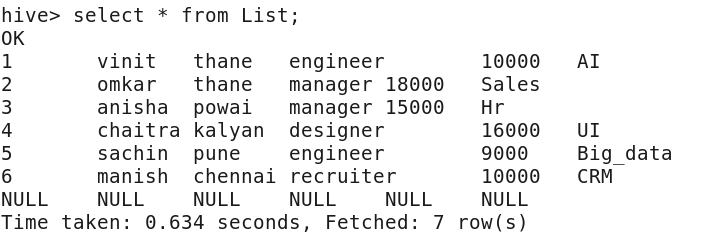 hive> select * from List;
OK
1	vinit	thane	engineer	10000	AI
2	omkar	thane	manager	18000	Sales
3	anisha	powai	manager	15000	Hr
4	chaitra	kalyan	designer	16000	UI
5	sachin	pune	engineer	9000	Big_data
6	manish	chennai	recruiter	10000	CRM
NULL	NULL	NULL	NULL	NULL	NULL
Time taken: 0.634 seconds, Fetched: 7 row(s)